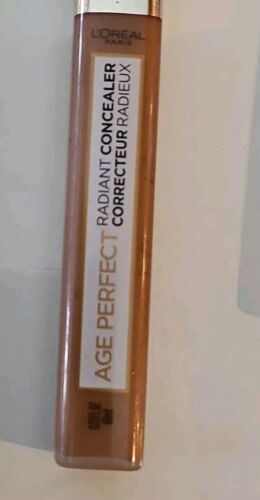 L'ORÉAL
PARIS
AGE PERFECT
RADIANT CONCEALER
CORRECTEUR RADIEUX